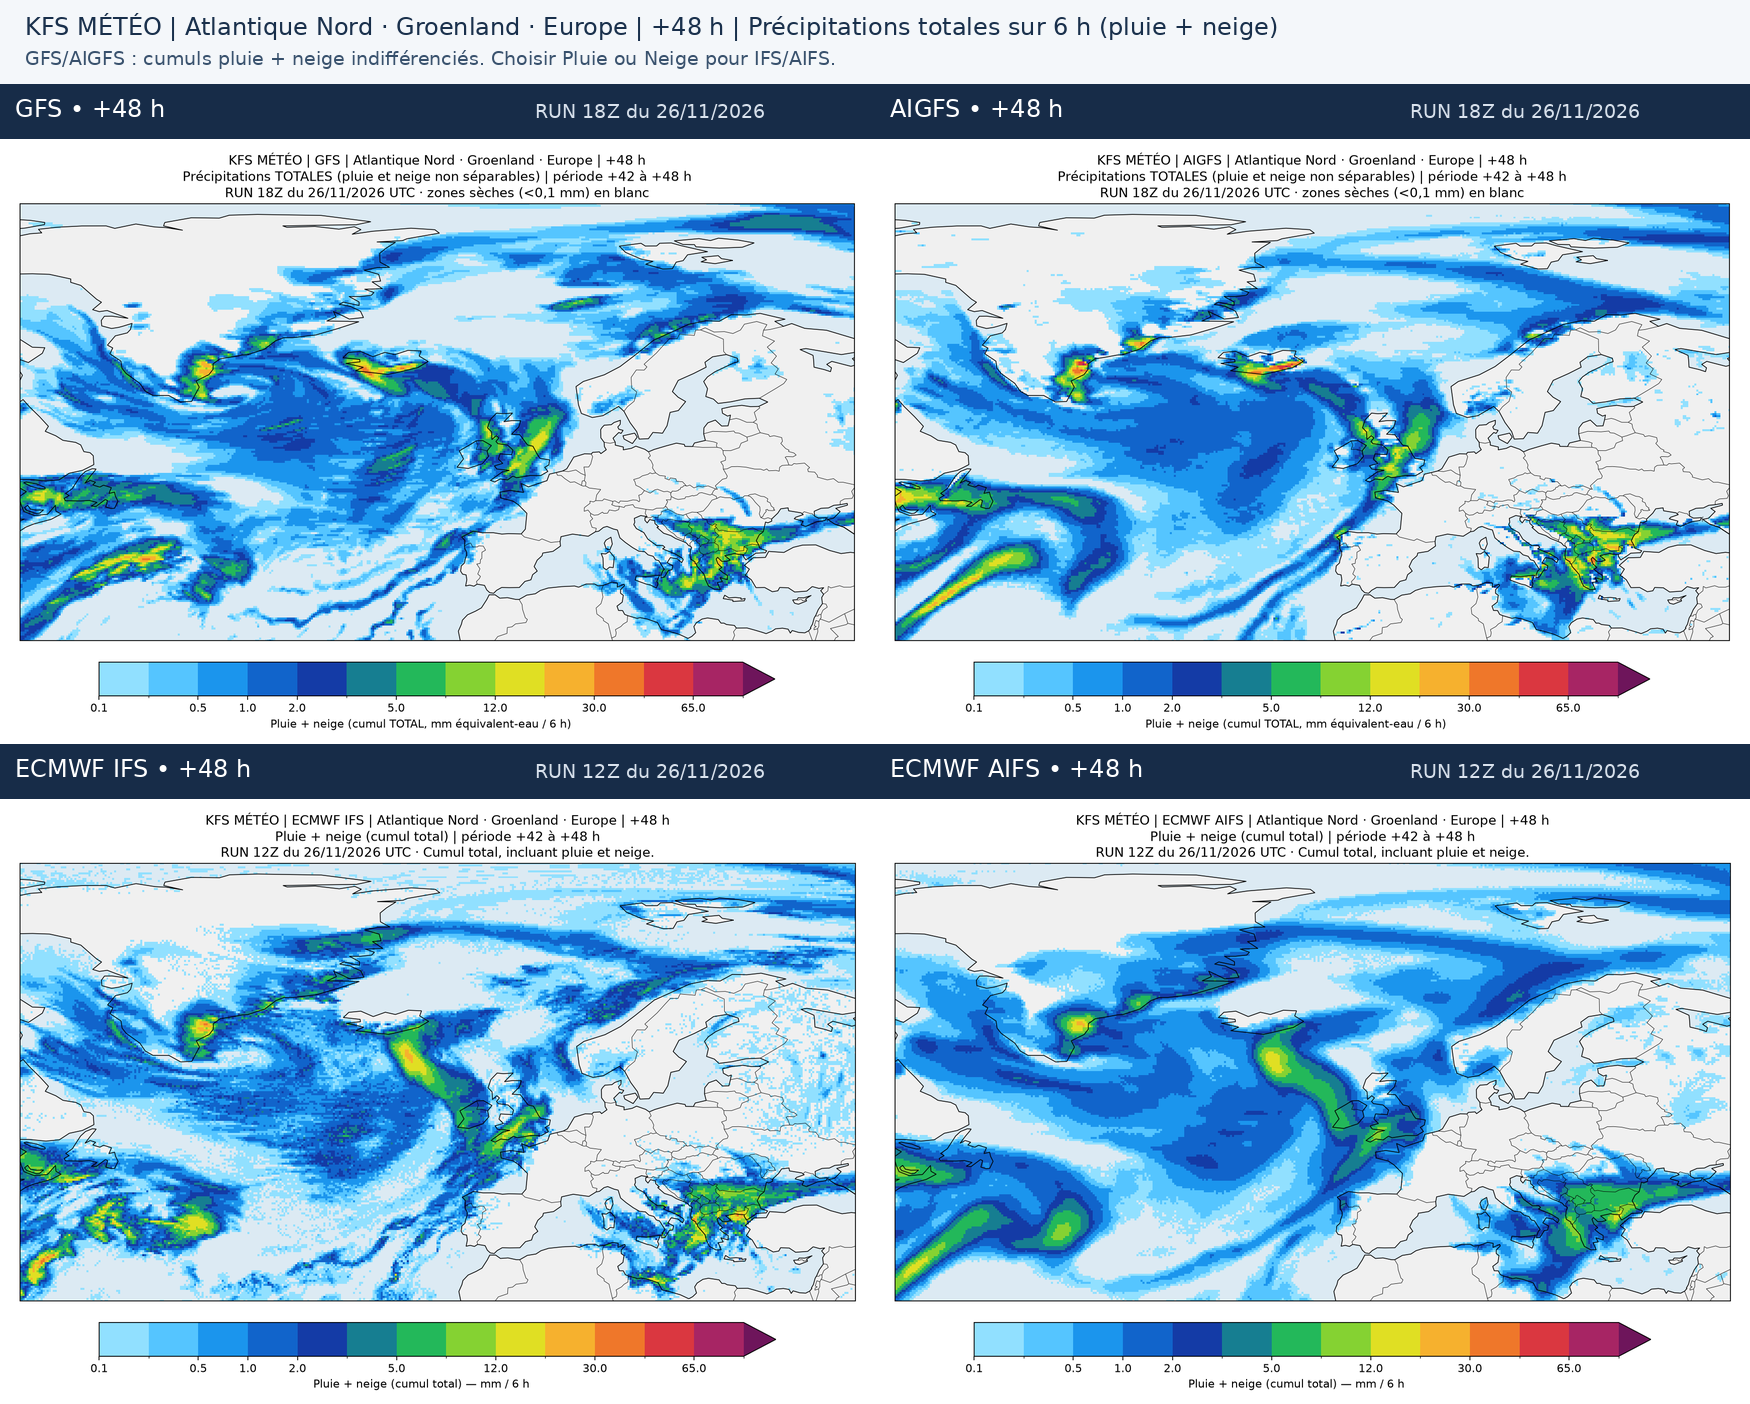 KFS MÉTÉO | Atlantique Nord · Groenland · Europe | +48 h | Précipitations totales sur 6 h (pluie + neige)
GFS/AIGFS : cumuls pluie + neige indifférenciés. Choisir Pluie ou Neige pour IFS/AIFS.
GFS • +48 h
RUN 18Z du 26/11/2026
AIGFS • +48 h
RUN 18Z du 26/11/2026
KFS MÉTÉO | GFS | Atlantique Nord · Groenland · Europe | +48 h
Précipitations TOTALES (pluie et neige non séparables) | période +42 à +48 h
RUN 18Z du 26/11/2026 UTC · zones sèches (<0,1 mm) en blanc
KFS MÉTÉO | AIGFS | Atlantique Nord · Groenland · Europe | +48 h
Précipitations TOTALES (pluie et neige non séparables) | période +42 à +48 h
RUN 18Z du 26/11/2026 UTC · zones sèches (<0,1 mm) en blanc
0.1 0.5 1.0 2.0 5.0 12.0 30.0 65.0
Pluie + neige (cumul TOTAL, mm équivalent-eau / 6 h)
0.1 0.5 1.0 2.0 5.0 12.0 30.0 65.0
Pluie + neige (cumul TOTAL, mm équivalent-eau / 6 h)
ECMWF IFS • +48 h
RUN 12Z du 26/11/2026
ECMWF AIFS • +48 h
RUN 12Z du 26/11/2026
KFS MÉTÉO | ECMWF IFS | Atlantique Nord · Groenland · Europe | +48 h
Pluie + neige (cumul total) | période +42 à +48 h
RUN 12Z du 26/11/2026 UTC · Cumul total, incluant pluie et neige.
KFS MÉTÉO | ECMWF AIFS | Atlantique Nord · Groenland · Europe | +48 h
Pluie + neige (cumul total) | période +42 à +48 h
RUN 12Z du 26/11/2026 UTC · Cumul total, incluant pluie et neige.
0.1 0.5 1.0 2.0 5.0 12.0 30.0 65.0
Pluie + neige (cumul total) — mm / 6 h
0.1 0.5 1.0 2.0 5.0 12.0 30.0 65.0
Pluie + neige (cumul total) — mm / 6 h